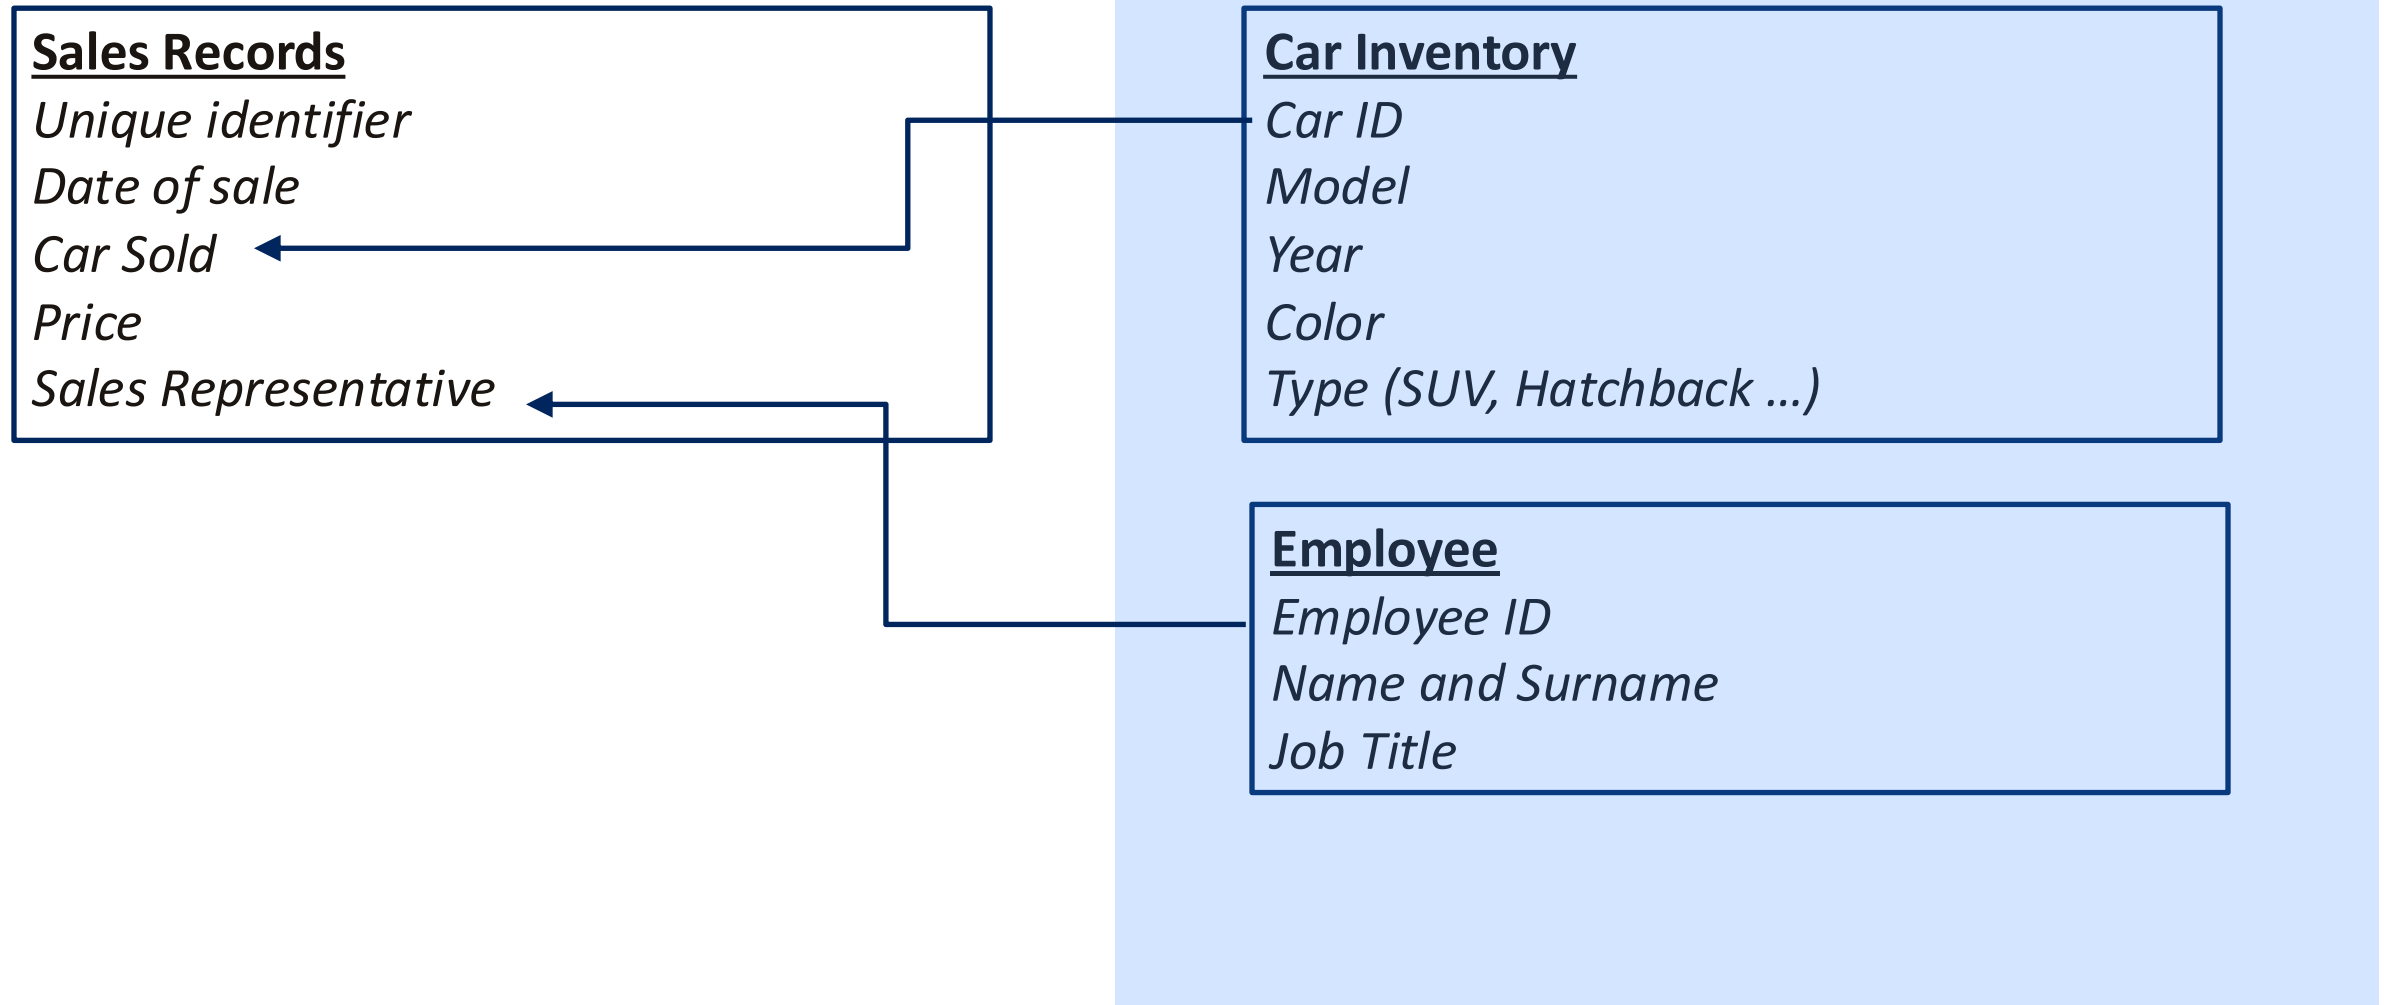 Sales Records
Unique identifier
Date of sale
Car Sold
Price
Sales Representative
Car Inventory
Car ID
Model
Year
Color
Type (SUV, Hatchback …)
Employee
Employee ID
Name and Surname
Job Title